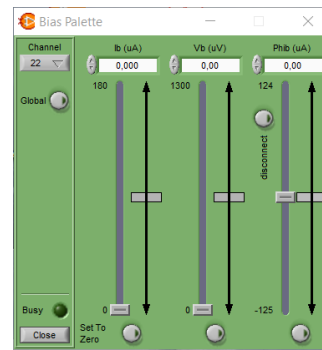 Bias Palette
Channel
22
Global
Busy
Close
Ib (uA)
0,000
180
0
Set To
Zero
Vb (uV)
0,00
1300
0
Phib (uA)
0,00
124
disconnect
-125